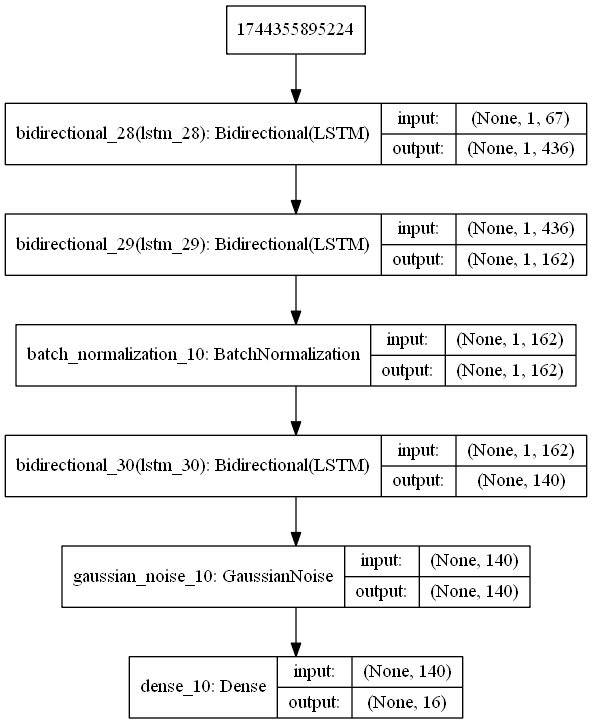 1744355895224
bidirectional_28(lstm_28): Bidirectional(LSTM) input: (None, 1, 67)
output: (None, 1, 436)
bidirectional_29(lstm_29): Bidirectional(LSTM) input: (None, 1, 436)
output: (None, 1, 162)
batch_normalization_10: BatchNormalization input: (None, 1, 162)
output: (None, 1, 162)
bidirectional_30(lstm_30): Bidirectional(LSTM) input: (None, 1, 162)
output: (None, 140)
gaussian_noise_10: GaussianNoise input: (None, 140)
output: (None, 140)
dense_10: Dense input: (None, 140)
output: (None, 16)